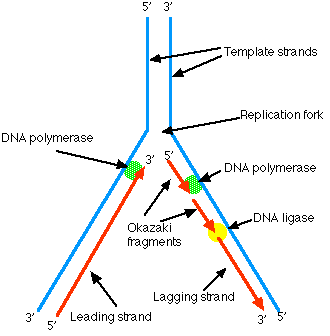 5’ 3’
Template strands
Replication fork
DNA polymerase
3’ 5’
DNA polymerase
Okazaki
fragments
DNA ligase
Lagging strand
Leading strand
3’ 5’
3’ 5’